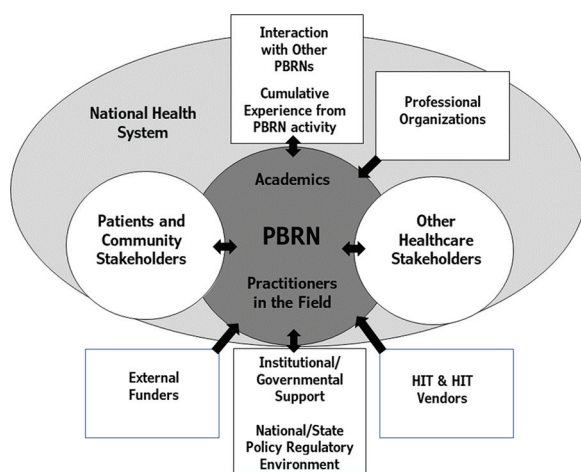 Interaction
with Other
PBRNs
Cumulative
Experience from
PBRN activity
National Health
System
Professional
Organizations
Academics
Patients and
Community
Stakeholders
PBRN
Other
Healthcare
Stakeholders
Practitioners
in the Field
External
Funders
Institutional/
Governmental
Support
National/State
Policy Regulatory
Environment
HIT & HIT
Vendors